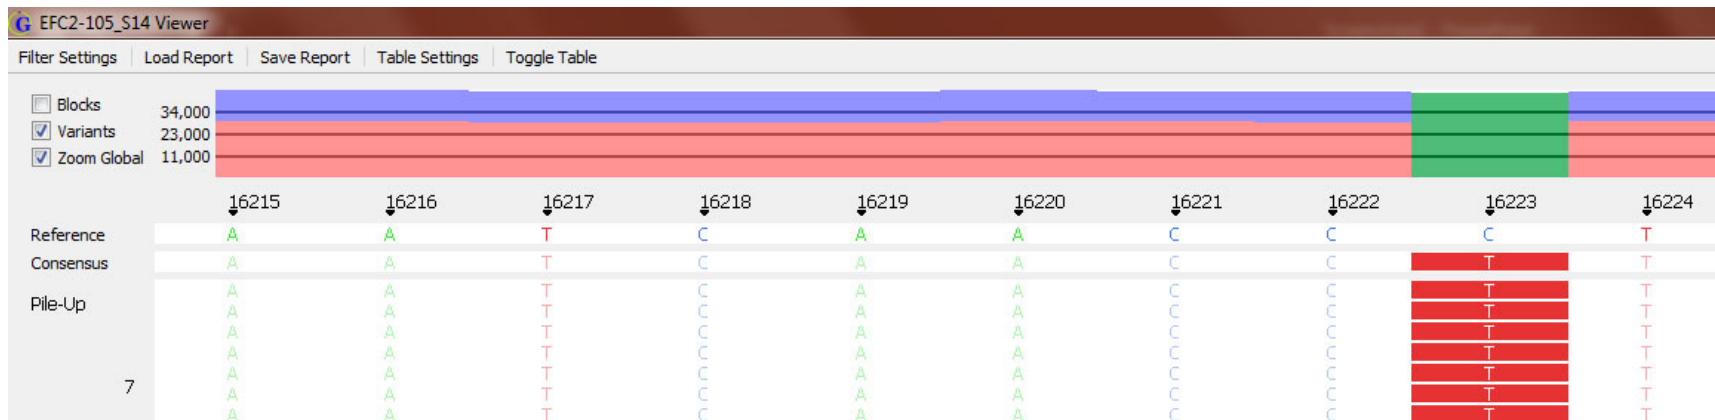 G EFC2-105_S14 Viewer
Filter Settings Load Report Save Report Table Settings Toggle Table
Blocks
34,000
Variants
23,000
Zoom Global 11,000
16215 16216 16217 16218 16219 16220 16221 16222 16223 16224
Reference A A T C A A C C C T
Consensus A A T C A A C C T T
A A T C A A C C T T
Pile-Up A A T C A A C C T T
A A T C A A C C T T
A A T C A A C C T T
7 A A T C A A C C T T
A A T C A A C C T T
A A T C A A C C T T